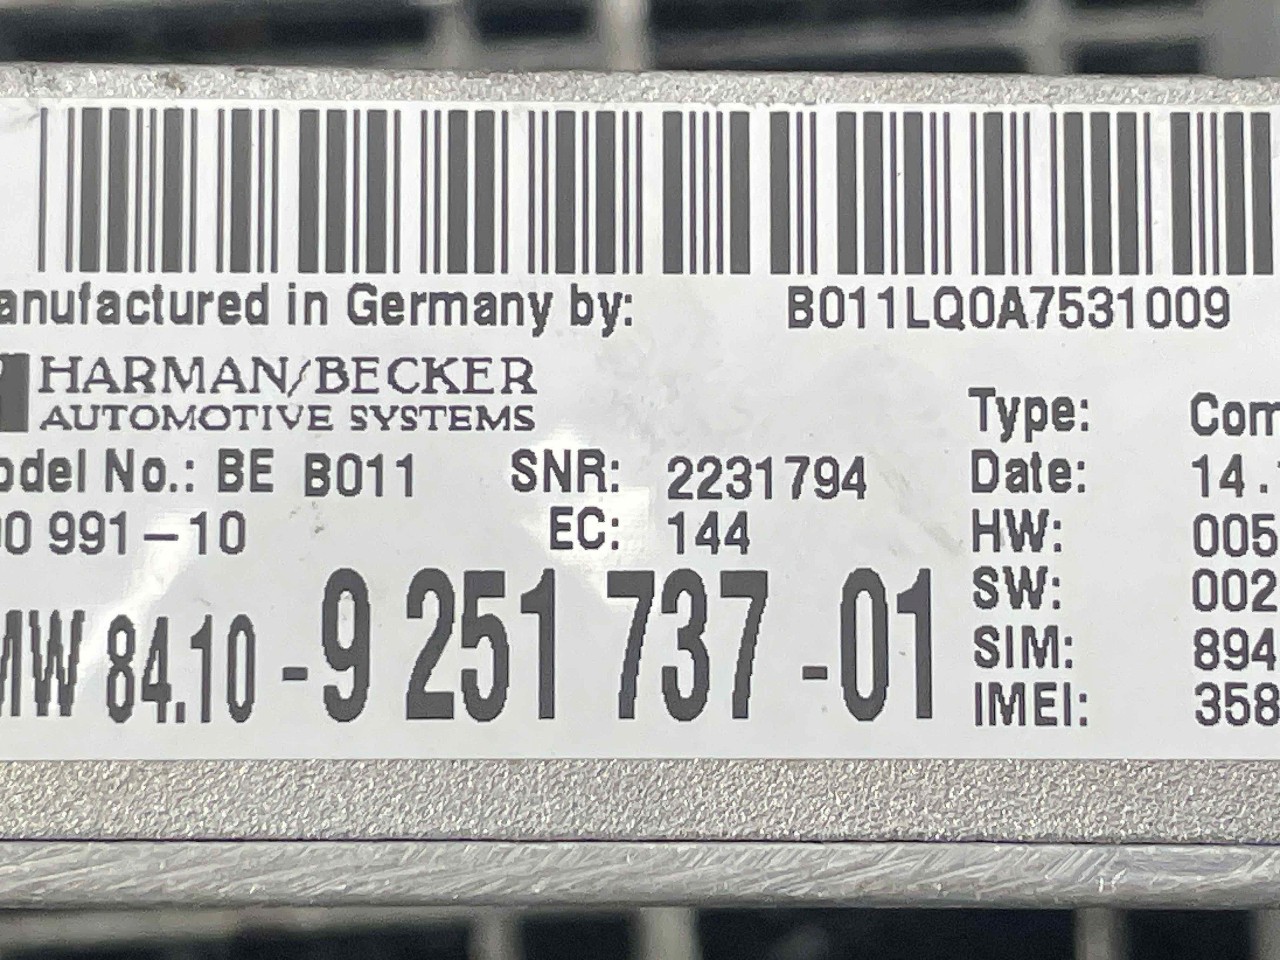 anufactured in Germany by: B011LQ0A7531009
HARMAN/BECKER
AUTOMOTIVE SYSTEMS
Type: Com
odel No.: BE B011 SNR: 2231794 Date: 14.
0 991-10 EC: 144 HW: 005
MW 84.10 -9 251 737 -01 SW: 002
SIM: 894
IMEI: 358